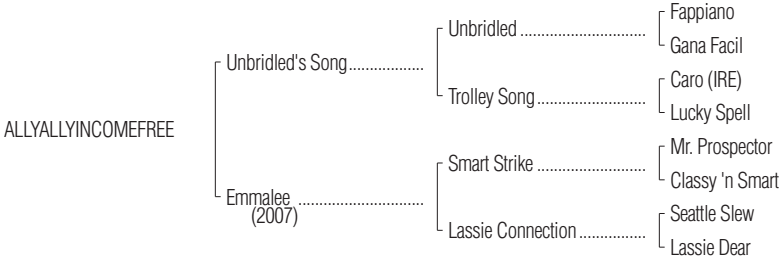 Fappiano
Unbridled ..............................
Gana Facil
Unbridled's Song..................
Caro (IRE)
Trolley Song..........................
Lucky Spell
ALLYALLYINCOMEFREE
Mr. Prospector
Smart Strike ..........................
Classy 'n Smart
Emmalee ..............................
(2007)
Seattle Slew
Lassie Connection ................
Lassie Dear